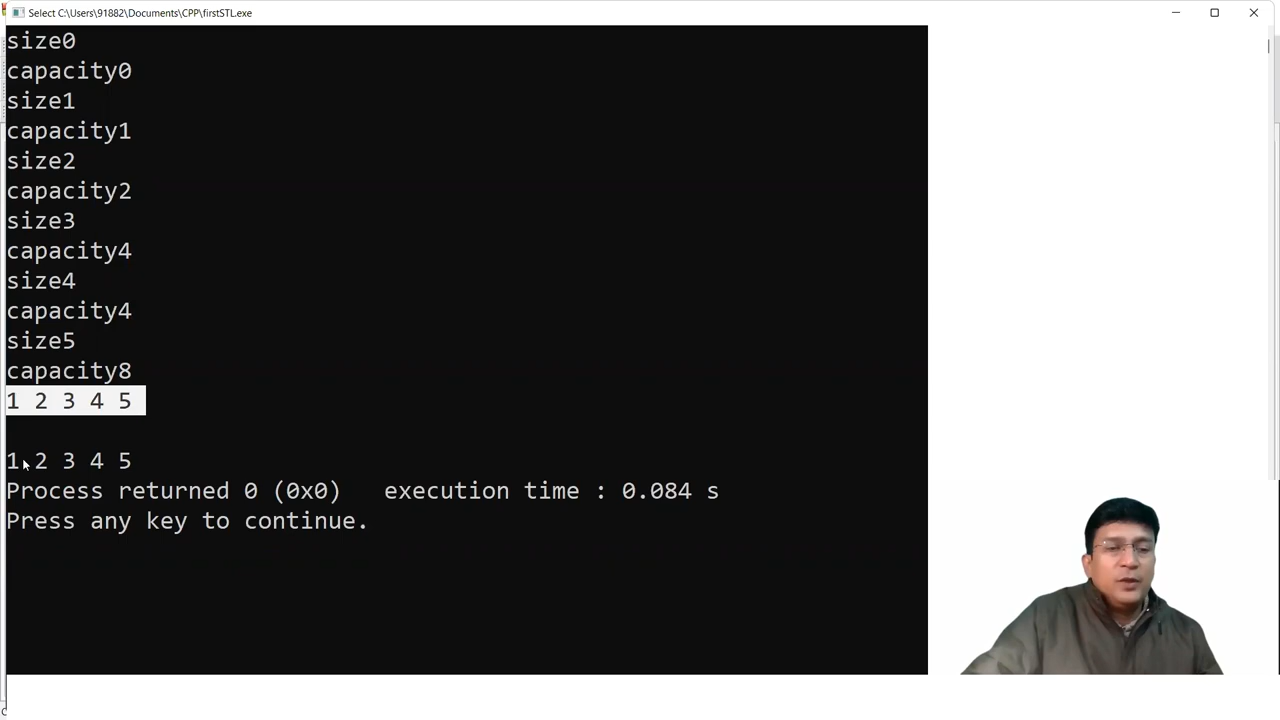 Select C:\Users\91882\Documents\CPP\firstSTL.exe
size0
capacity0
size1
capacity1
size2
capacity2
size3
capacity4
size4
capacity4
size5
capacity8
1 2 3 4 5
1 2 3 4 5
Process returned 0 (0x0)   execution time : 0.084 s
Press any key to continue.